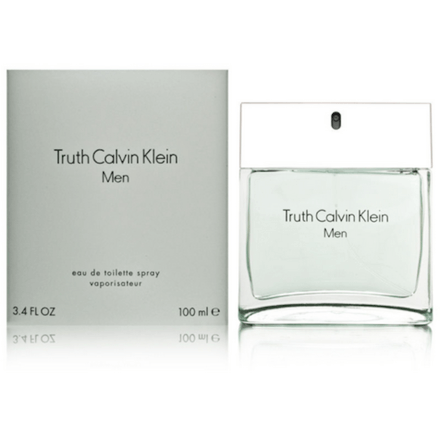 Truth Calvin Klein
Men
eau de toilette spray
vaporisateur
3.4 FL OZ 100 ml ℮
Truth Calvin Klein
Men